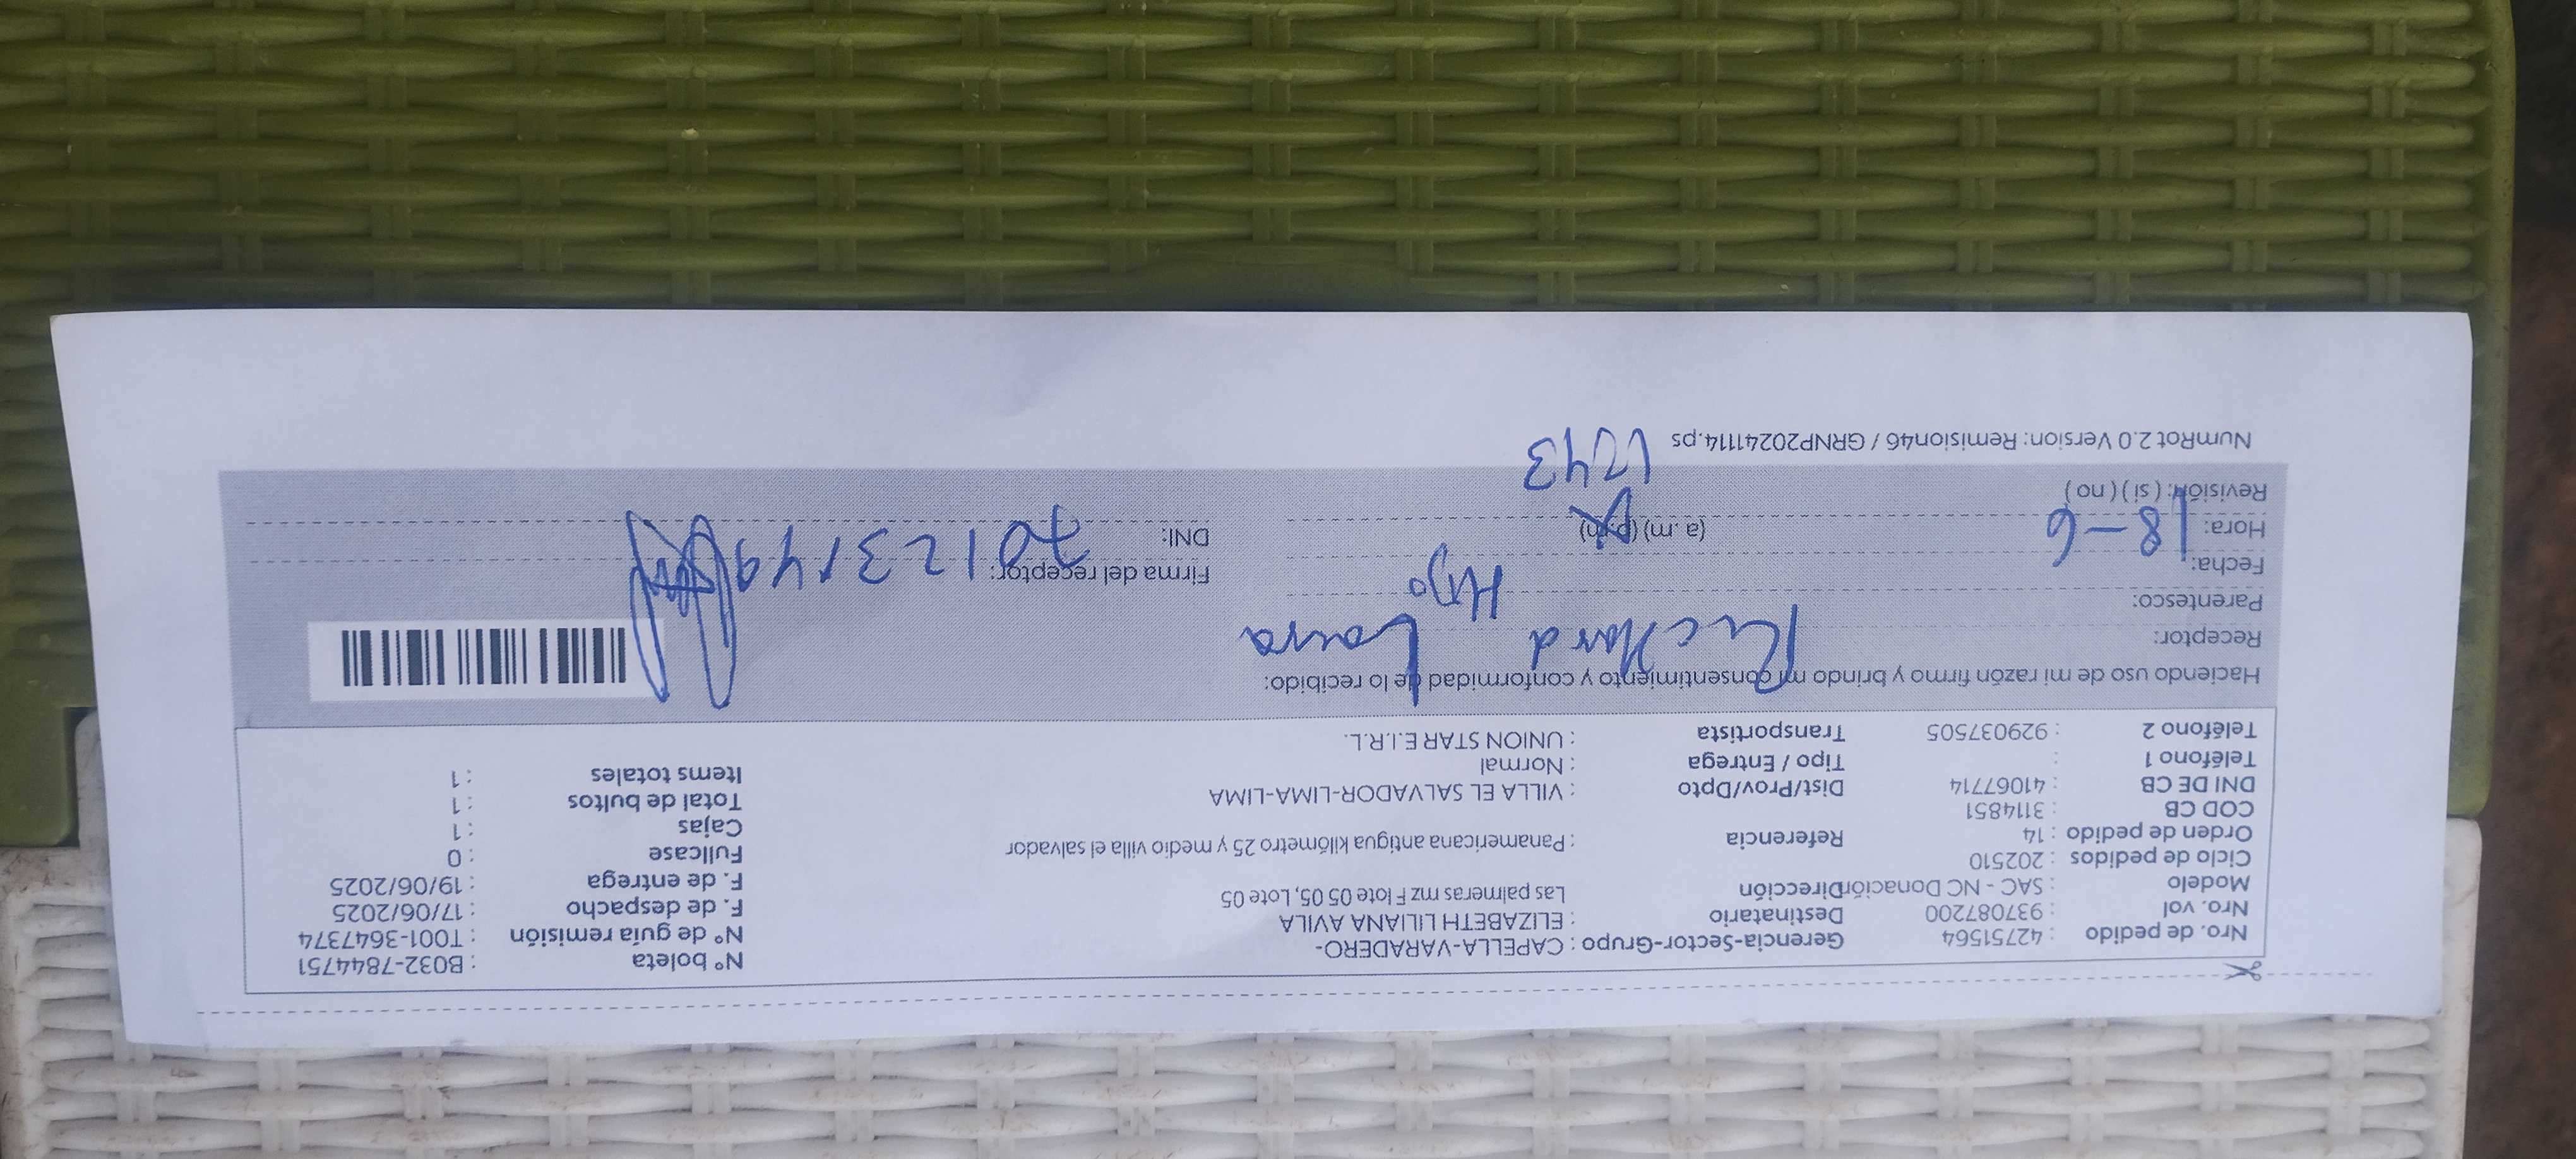 Nro. de pedido : 42751564 Gerencia-Sector-Grupo : CAPELLA-VARADERO- N° boleta : B032-7844751
Nro. vol : 937087200 Destinatario : ELIZABETH LILIANA AVILA N° de guía remisión : T001-3647374
Modelo : SAC - NC Donación Dirección Las palmeras mz F lote 05 05, Lote 05 F. de despacho : 17/06/2025
Ciclo de pedidos : 202510 F. de entrega : 19/06/2025
Orden de pedido : 14 Referencia : Panamericana antigua kilómetro 25 y medio villa el salvador Fullcase : 0
COD CB : 3114851 Cajas : 1
DNI DE CB : 41067714 Dist/Prov/Dpto : VILLA EL SALVADOR-LIMA-LIMA Total de bultos : 1
Teléfono 1 : Tipo / Entrega : Normal Items totales : 1
Teléfono 2 : 929037505 Transportista : UNION STAR E.I.R.L.
Haciendo uso de mi razón firmo y brindo mi consentimiento y conformidad de lo recibido:
Receptor: Richard Laura
Parentesco: Hijo
Fecha: 18-6 Firma del receptor:
Hora: (a.m) (p.m) DNI:
Revisión: (si) (no)
1243
NumRot 2.0 Version: Remision46 / GRNP20241114.ps